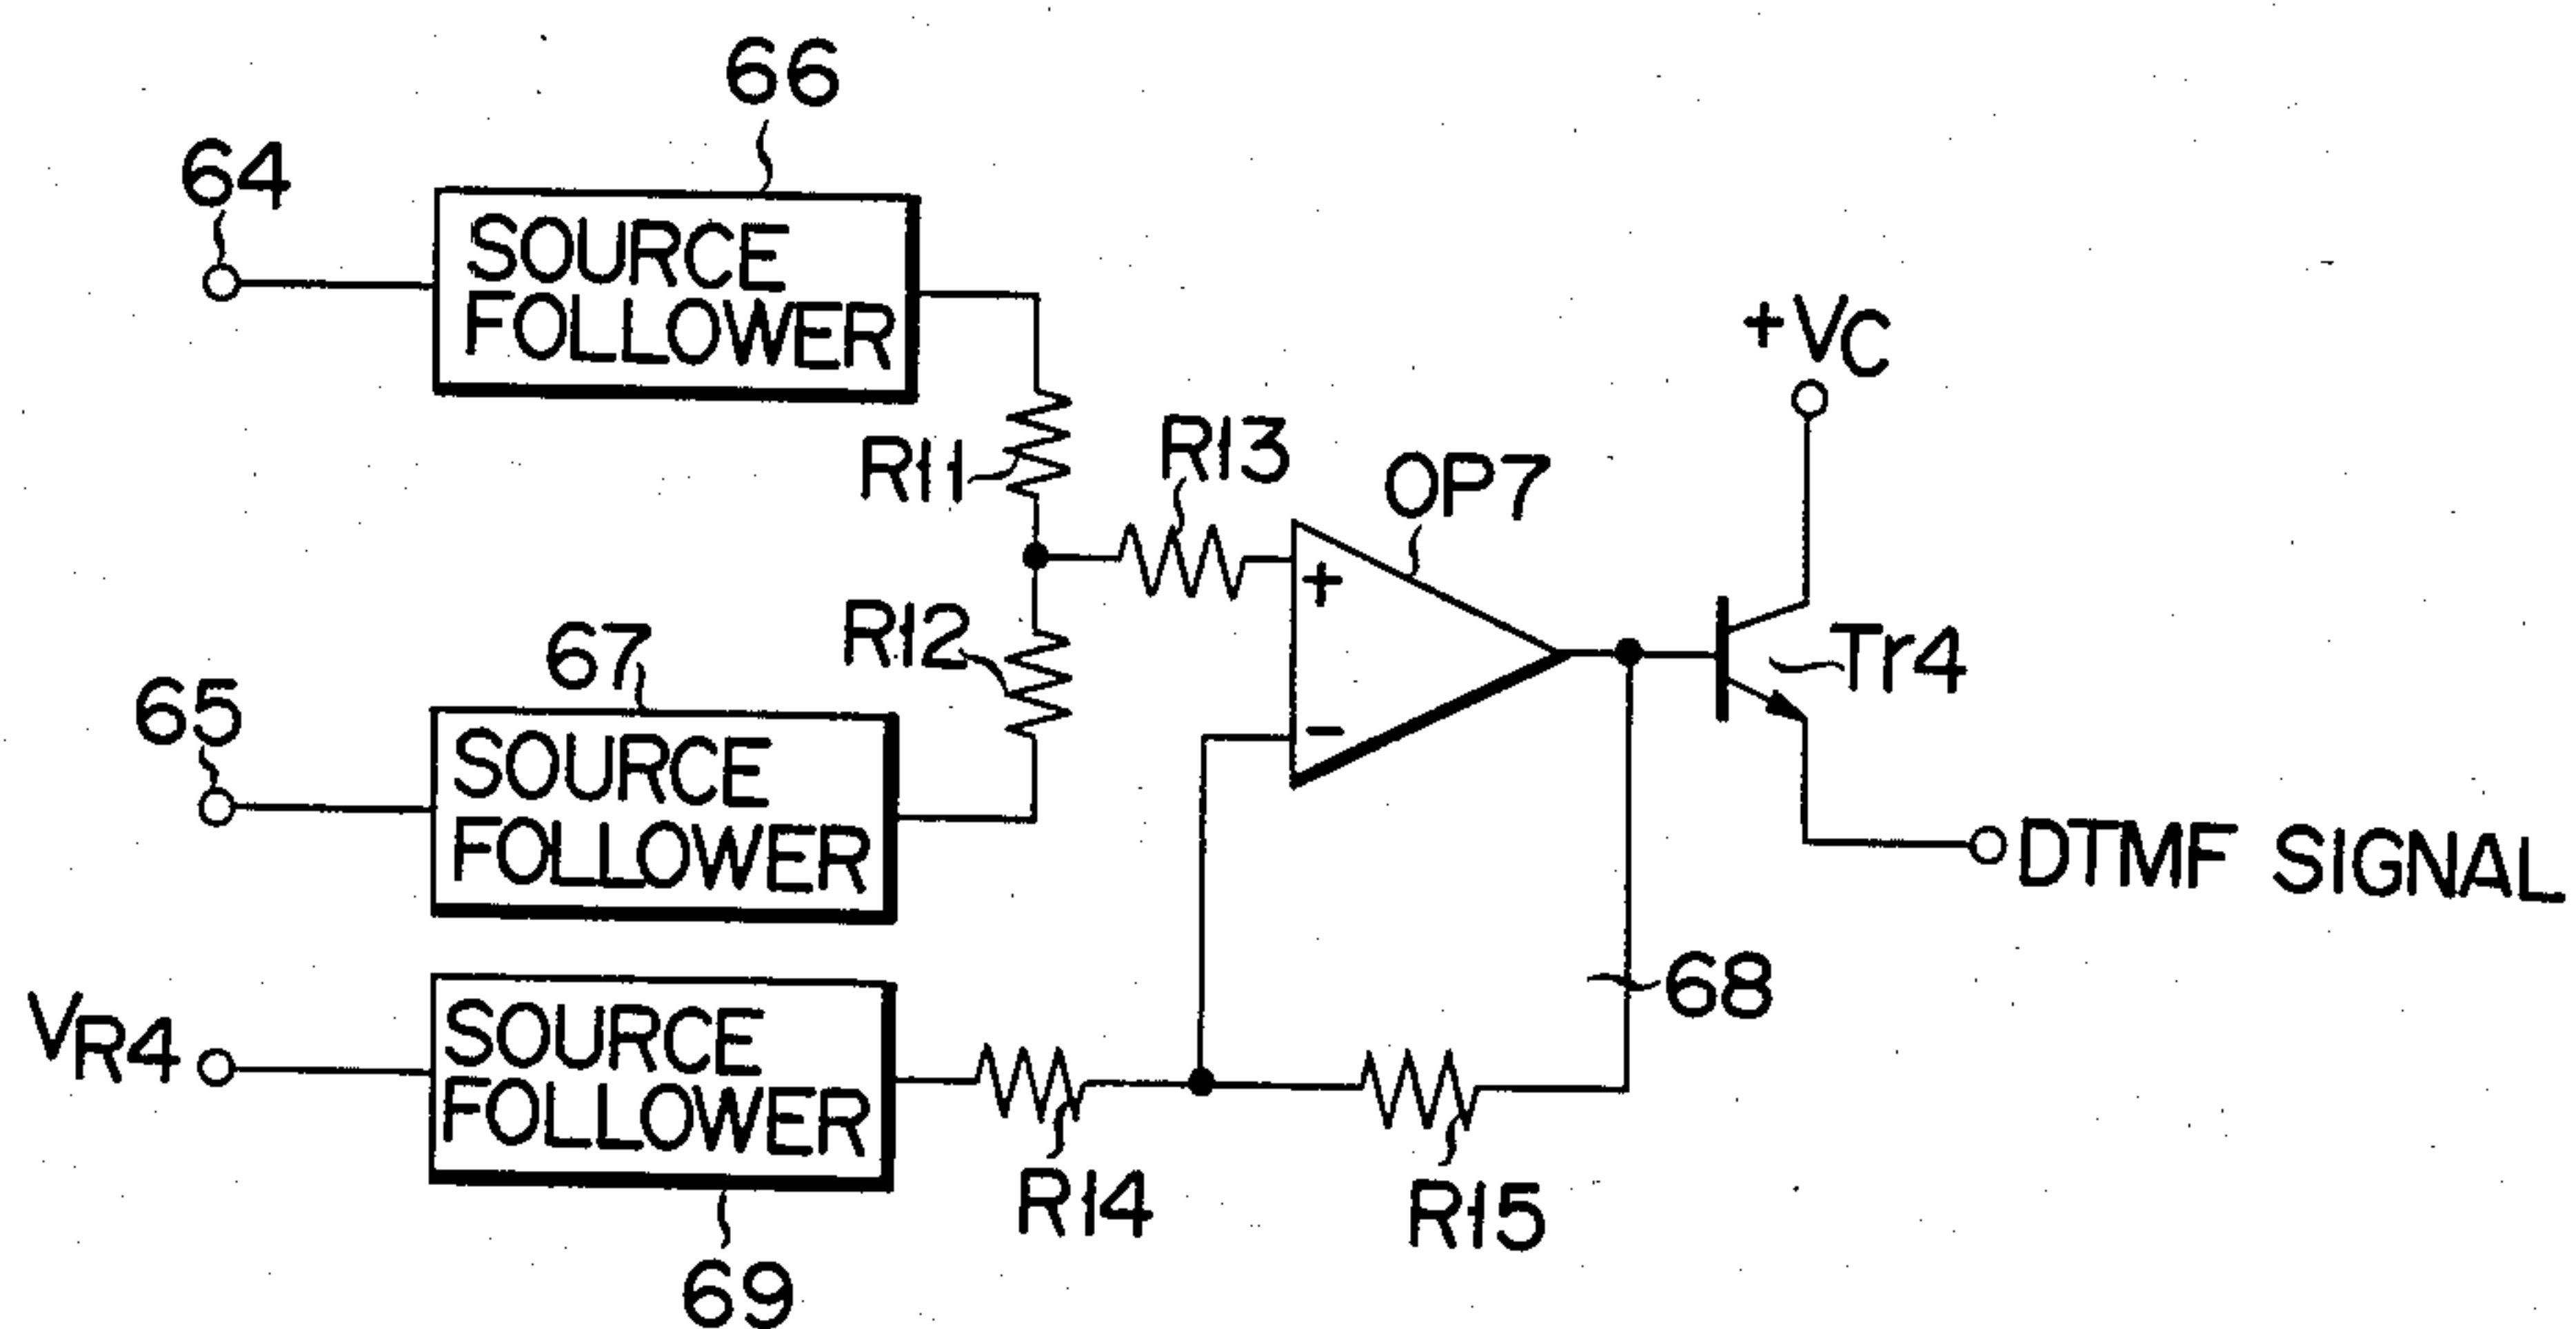 66
64
SOURCE
FOLLOWER
+VC
R11
R13
OP7
R12
Tr4
67
65
SOURCE
FOLLOWER
DTMF SIGNAL
68
VR4
SOURCE
FOLLOWER
R14
R15
69
+
-